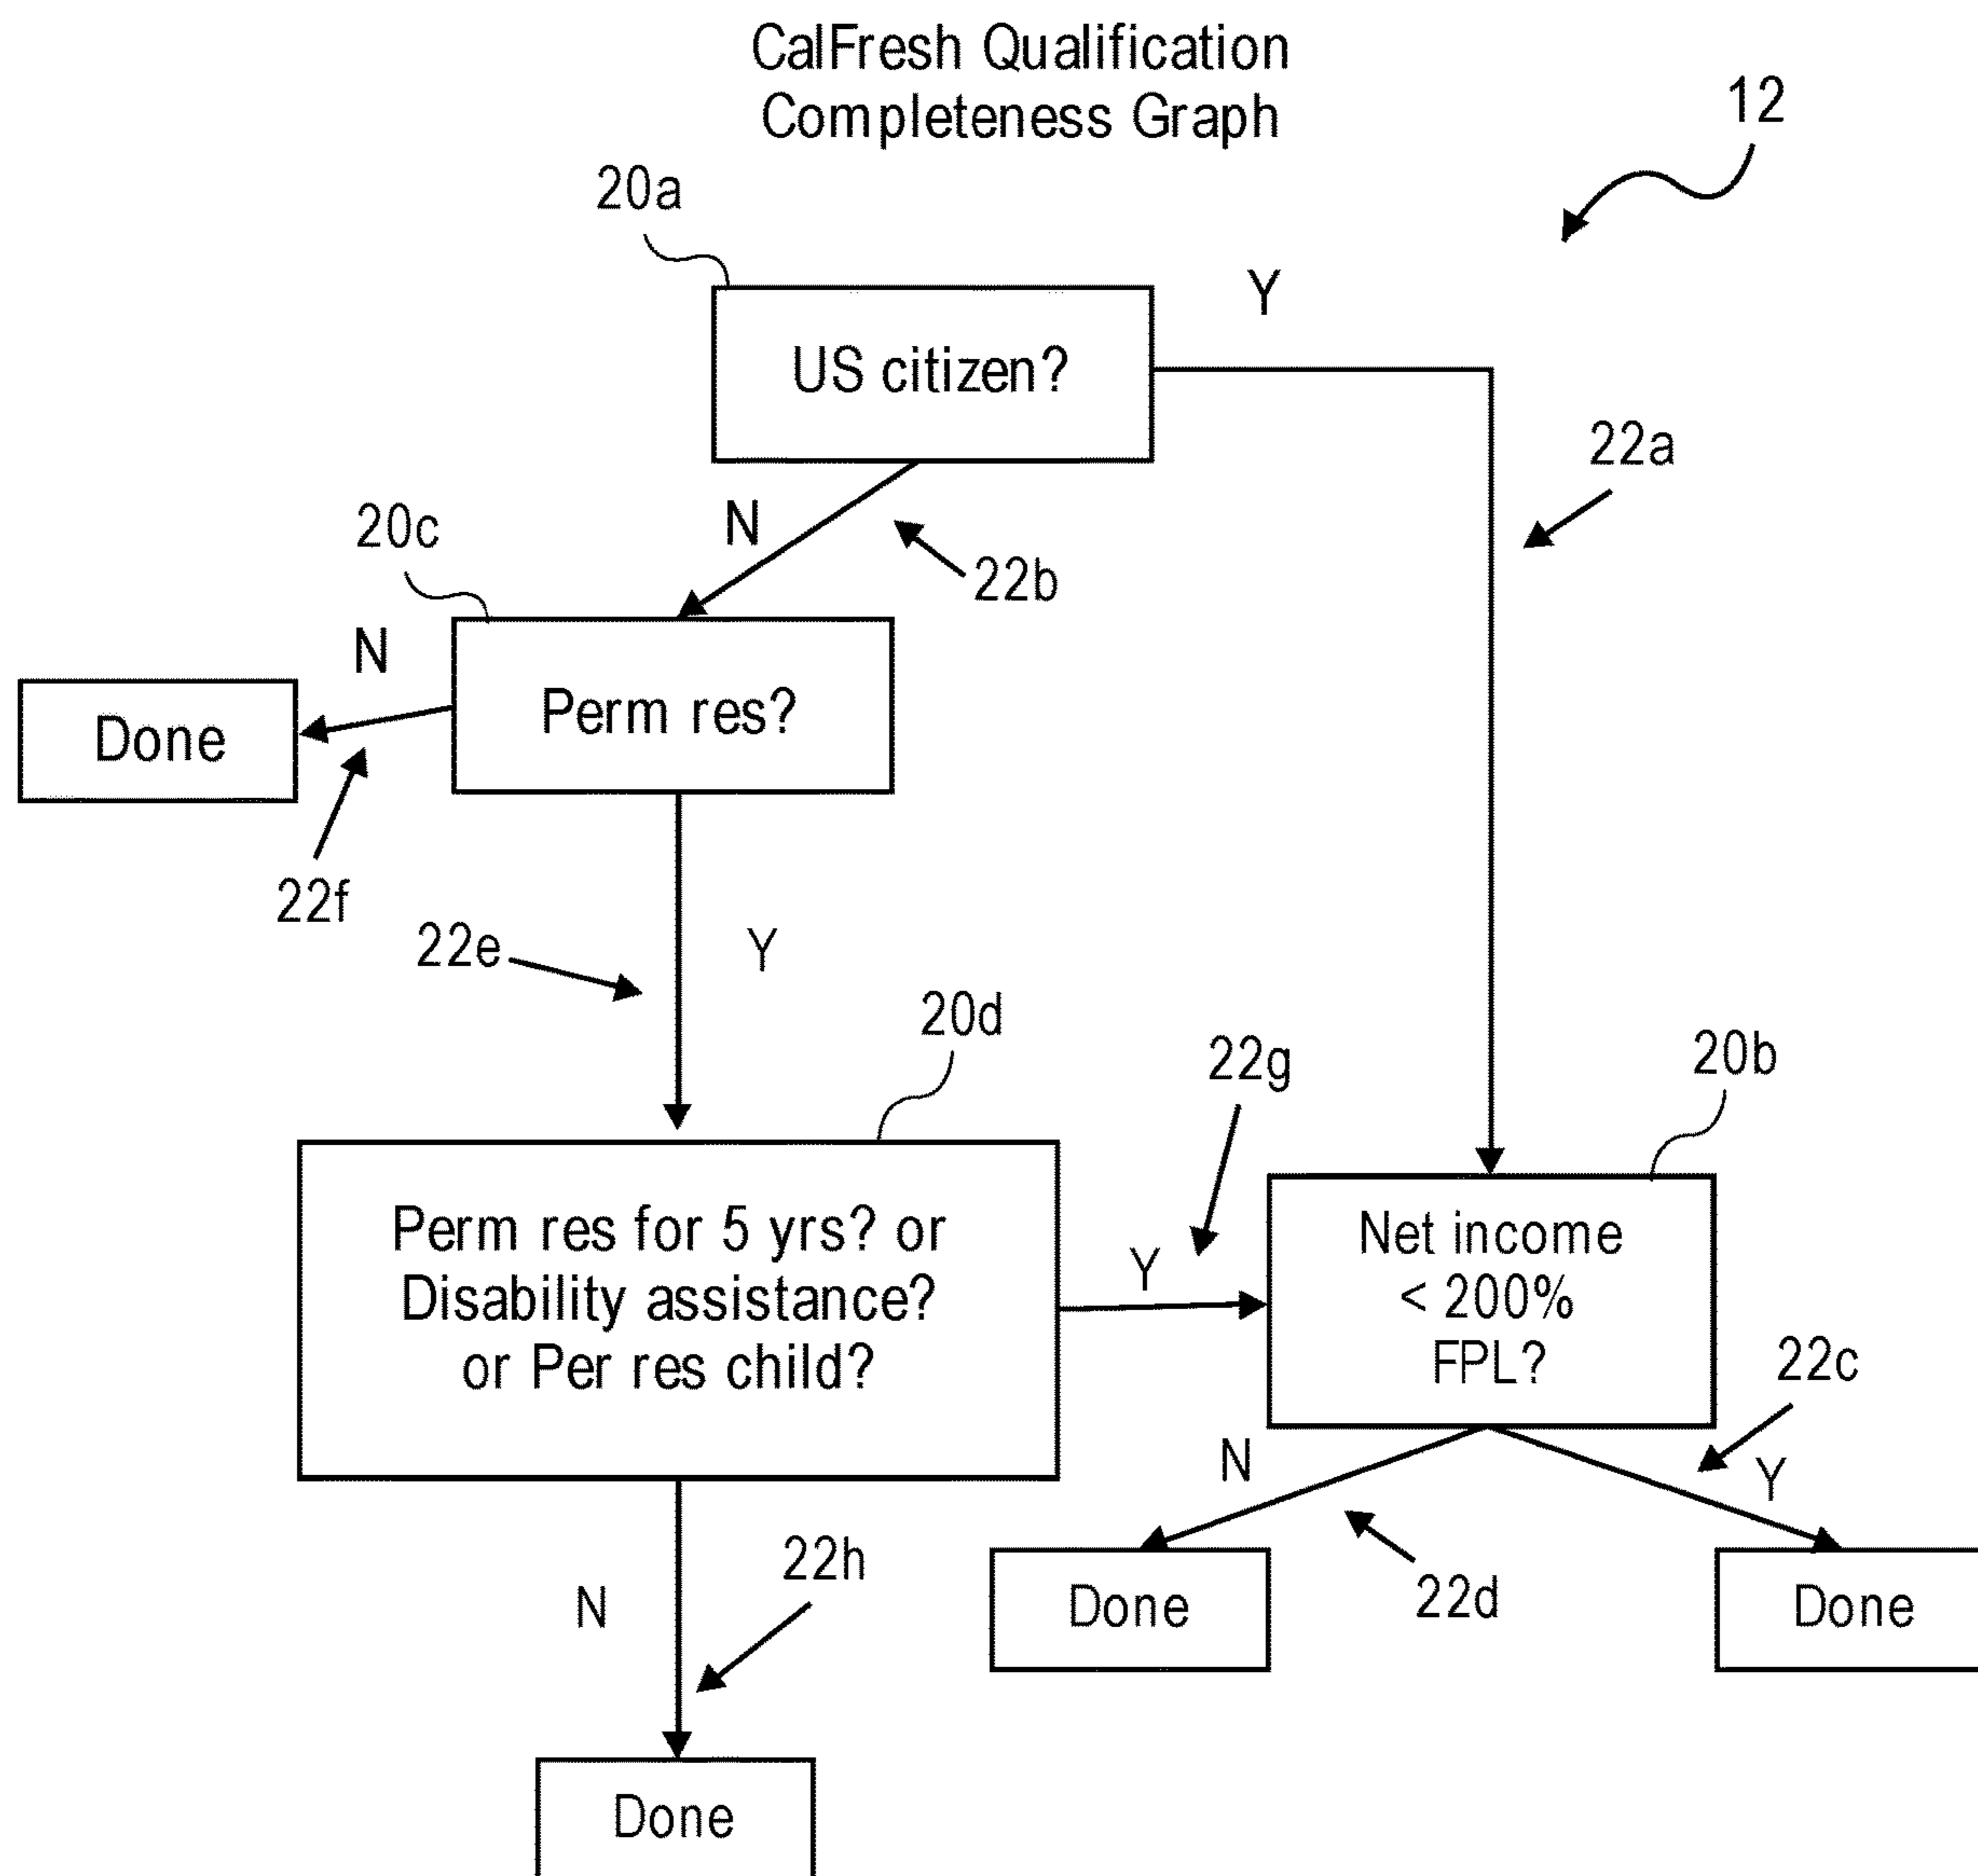 CalFresh Qualification
Completeness Graph
12
20a
Y
US citizen?
22a
N
22b
20c
N
Perm res?
Done
22f
22e
Y
20d
22g
20b
Perm res for 5 yrs? or
Disability assistance?
or Per res child?
Y
Net income
< 200%
FPL?
22c
N
Y
22h
22d
N
Done
Done
Done